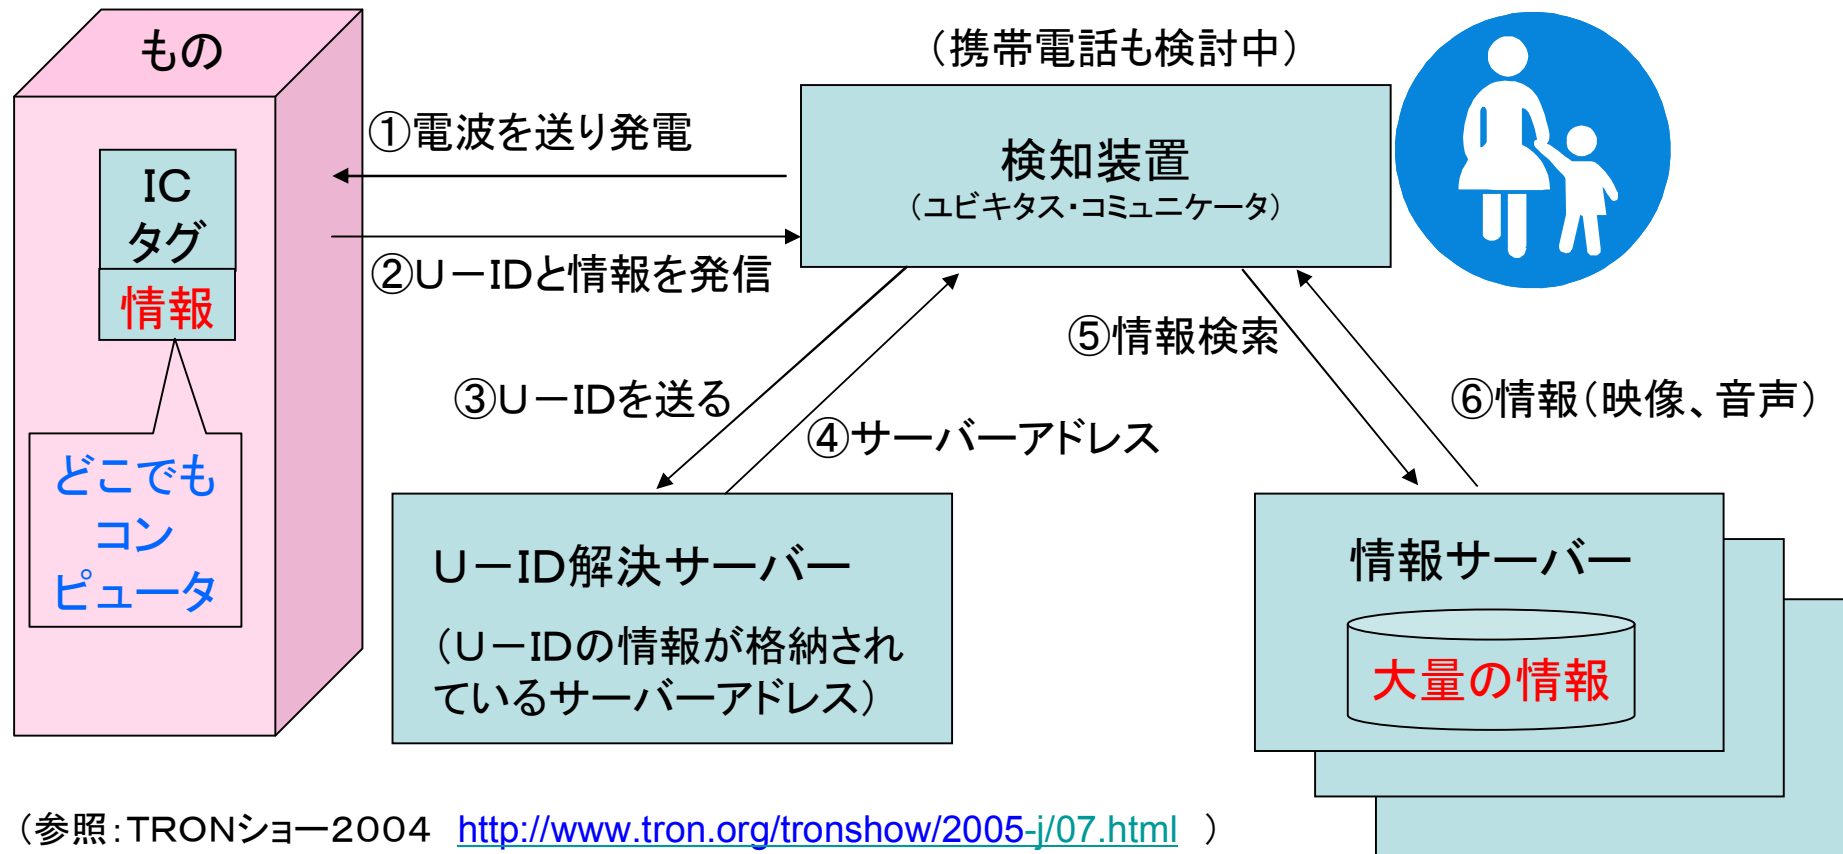 もの
（携帯電話も検討中）
①電波を送り発電
検知装置
（ユビキタス・コミュニケータ）
IC
タグ
情報
②U－IDと情報を発信
どこでも
コン
ピュータ
③U－IDを送る
④サーバーアドレス
⑤情報検索
⑥情報（映像、音声）
U－ID解決サーバー
（U－IDの情報が格納され
ているサーバーアドレス）
情報サーバー
大量の情報
（参照：TRONショー2004　http://www.tron.org/tronshow/2005-j/07.html　）